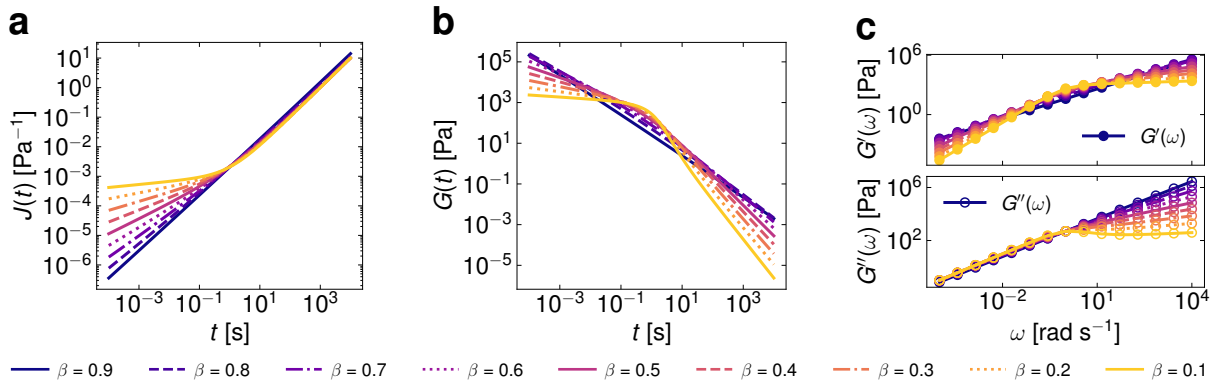 a
b
c
10¹
10⁰
10⁻¹
10⁻²
10⁻³
10⁻⁴
10⁻⁵
10⁻⁶
J(t) [Pa⁻¹]
10⁻³
10⁻¹
10¹
10³
t [s]
10⁵
10³
10¹
10⁻¹
10⁻³
10⁻⁵
G(t) [Pa]
10⁻³
10⁻¹
10¹
10³
t [s]
10⁶
10⁰
G′(ω) [Pa]
G′(ω)
10⁶
10²
G″(ω) [Pa]
G″(ω)
10⁻²
10¹
10⁴
ω [rad s⁻¹]
β = 0.9 β = 0.8 β = 0.7 β = 0.6 β = 0.5 β = 0.4 β = 0.3 β = 0.2 β = 0.1